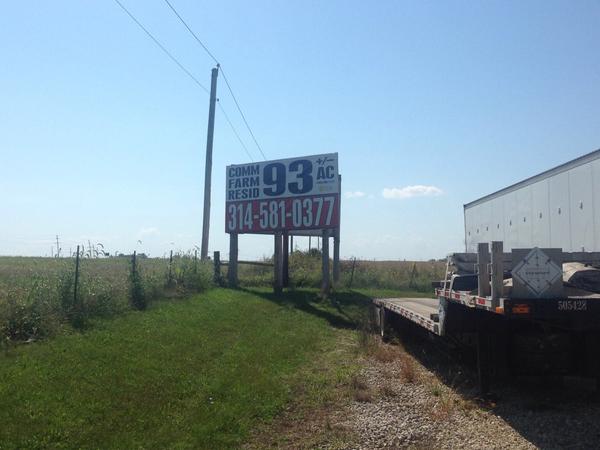 COMM
FARM
RESID
93
+/-
AC
314-581-0377
505428